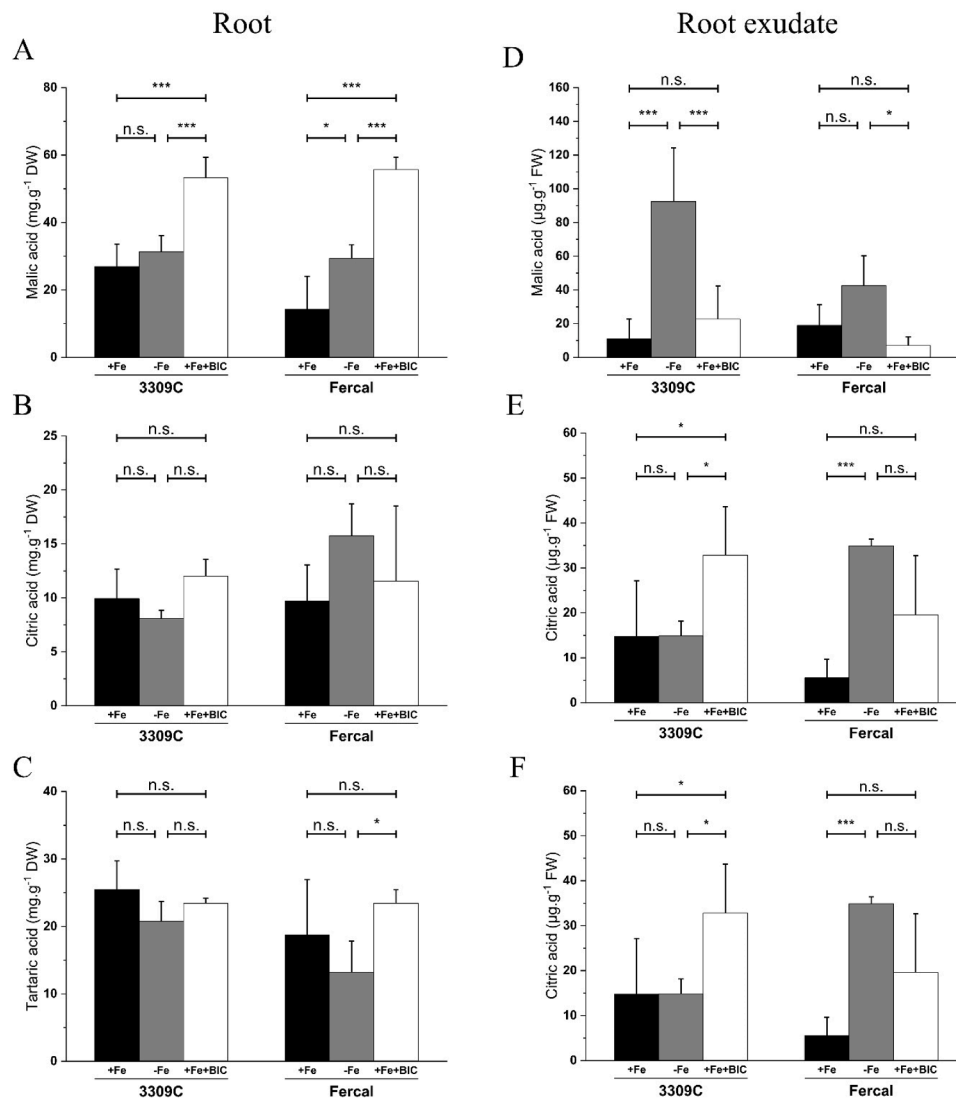 Root
Root exudate
A
80
60
40
20
0
Malic acid (mg.g⁻¹ DW)
***
n.s.
***
***
*
***
+Fe -Fe +Fe+BIC
+Fe -Fe +Fe+BIC
3309C
Fercal
D
160
140
120
100
80
60
40
20
0
Malic acid (µg.g⁻¹ FW)
n.s.
***
***
n.s.
n.s.
*
+Fe -Fe +Fe+BIC
+Fe -Fe +Fe+BIC
3309C
Fercal
B
25
20
15
10
5
0
Citric acid (mg.g⁻¹ DW)
n.s.
n.s.
n.s.
n.s.
n.s.
n.s.
+Fe -Fe +Fe+BIC
+Fe -Fe +Fe+BIC
3309C
Fercal
E
60
50
40
30
20
10
0
Citric acid (µg.g⁻¹ FW)
*
n.s.
*
n.s.
***
n.s.
+Fe -Fe +Fe+BIC
+Fe -Fe +Fe+BIC
3309C
Fercal
C
40
30
20
10
0
Tartaric acid (mg.g⁻¹ DW)
n.s.
n.s.
n.s.
n.s.
n.s.
*
+Fe -Fe +Fe+BIC
+Fe -Fe +Fe+BIC
3309C
Fercal
F
60
50
40
30
20
10
0
Citric acid (µg.g⁻¹ FW)
*
n.s.
*
n.s.
***
n.s.
+Fe -Fe +Fe+BIC
+Fe -Fe +Fe+BIC
3309C
Fercal